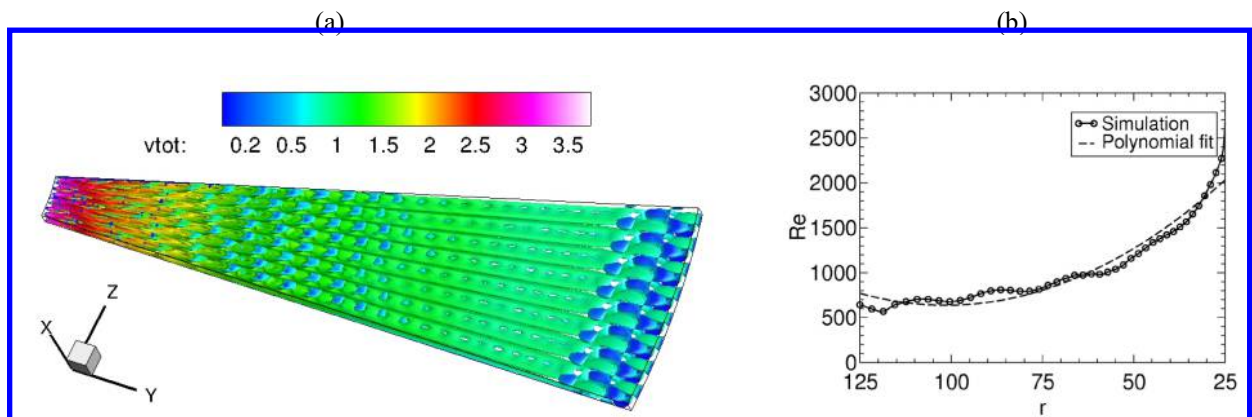 (a)
(b)
vtot: 0.2 0.5 1 1.5 2 2.5 3 3.5
Z
X
Y
3000
2500
2000
1500
1000
500
0
Re
Simulation
Polynomial fit
125 100 75 50 25
r